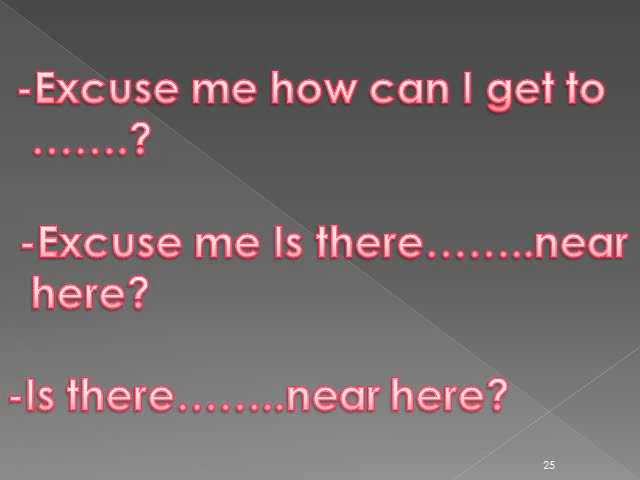 -Excuse me how can I get to
…….?
-Excuse me Is there……..near
here?
-Is there……..near here?
25